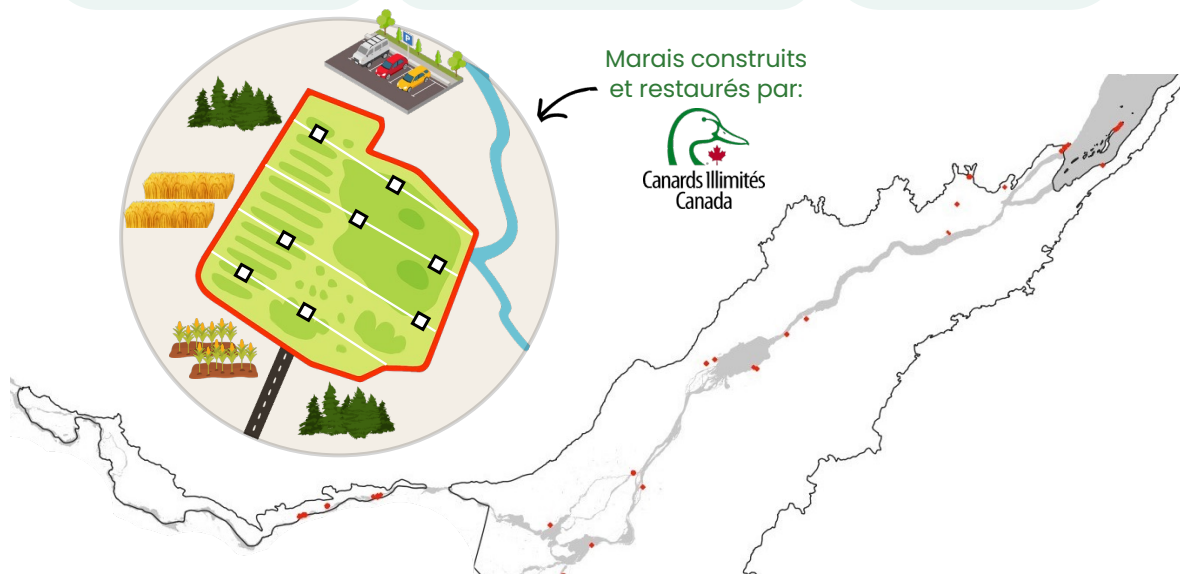 P
Marais construits
et restaurés par:
Canards Illimités
Canada